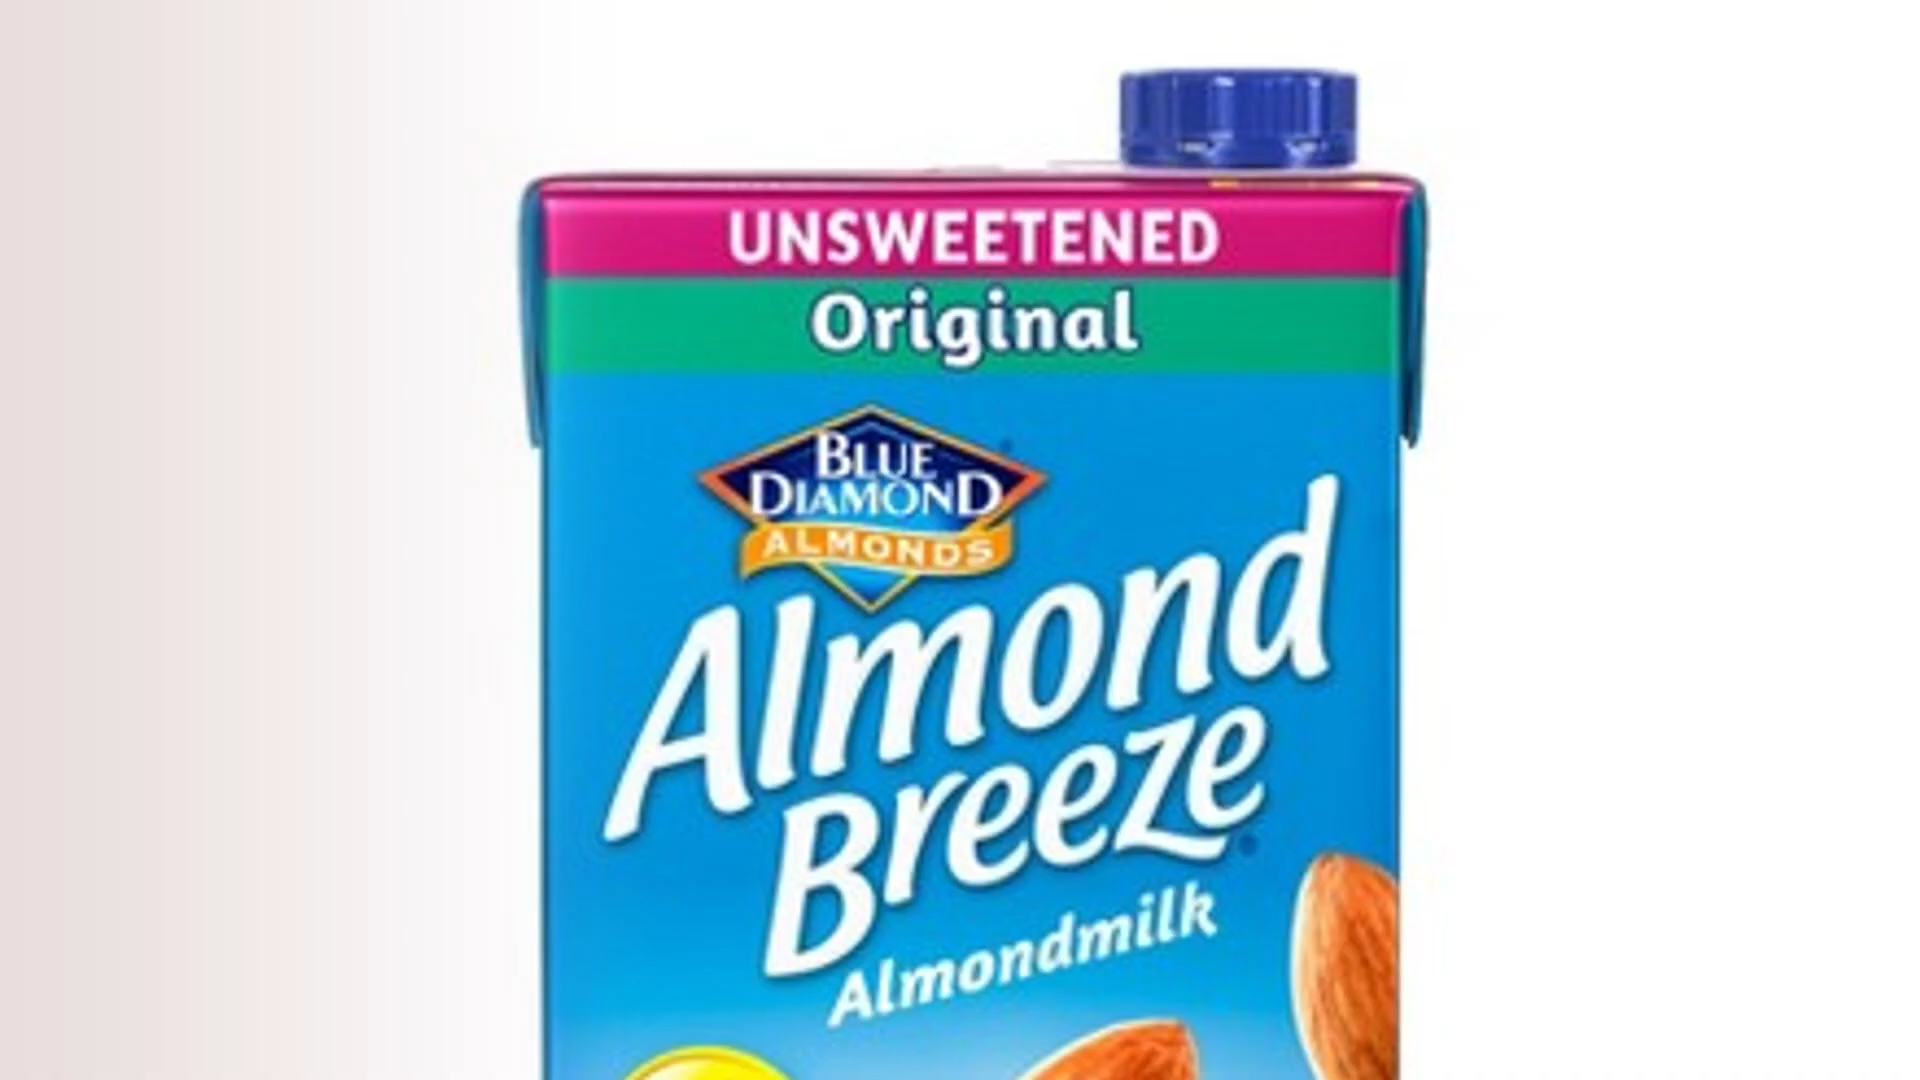 UNSWEETENED
Original
BLUE
DIAMOND
ALMONDS
Almond
Breeze
Almondmilk